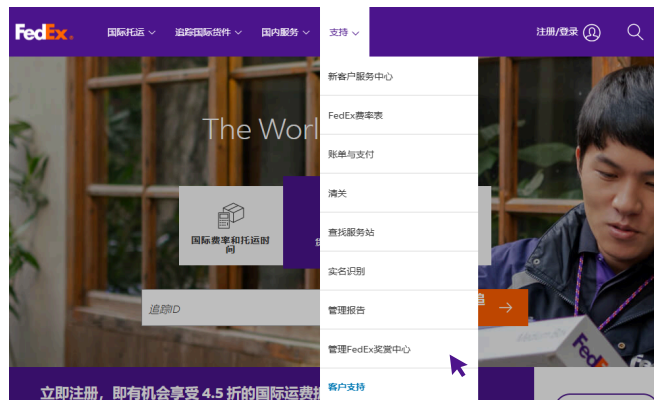 FedEx.
国际托运
追踪国际货件
国内服务
支持
注册/登录
新客户服务中心
FedEx费率表
账单与支付
清关
查找服务站
实名识别
管理报告
管理FedEx奖赏中心
客户支持
The Worl
国际费率和托运时
间
追踪ID
追
立即注册，即有机会享受 4.5 折的国际运费
FedEx